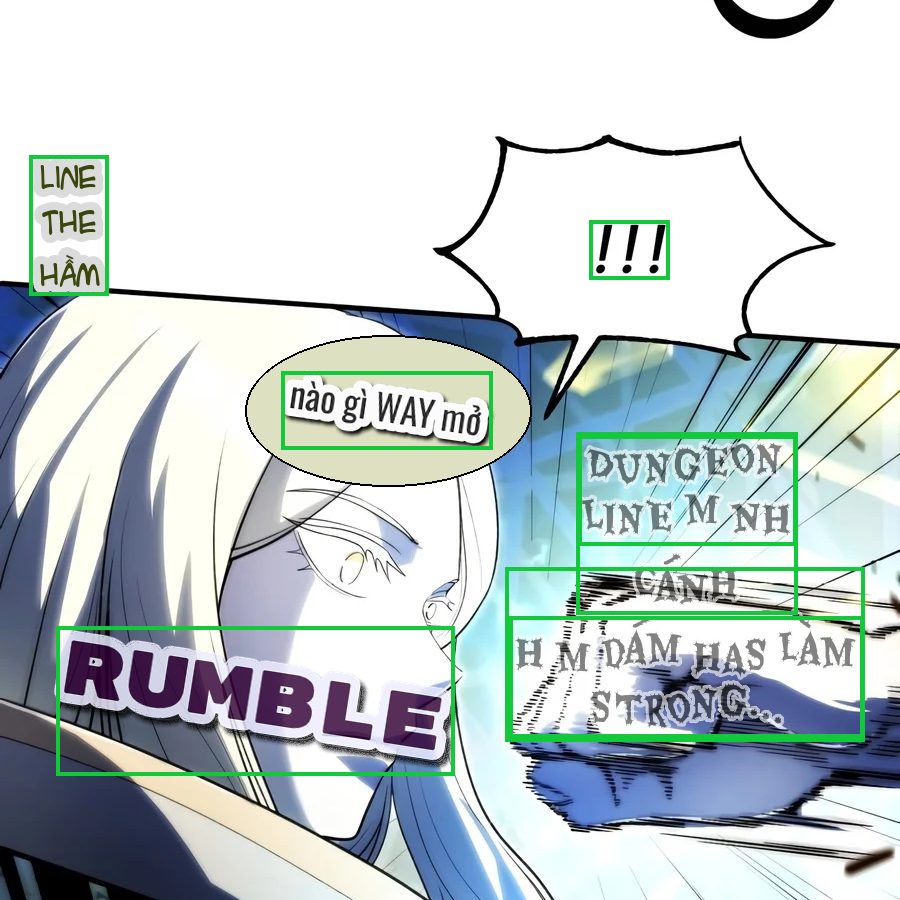 LINE
THE
HẦM
!!!
nào gì WAY mở
DUNGEON
LINE M NH
CÁNH
H M DÁM HAS LÀM
STRONG...
RUMBLE